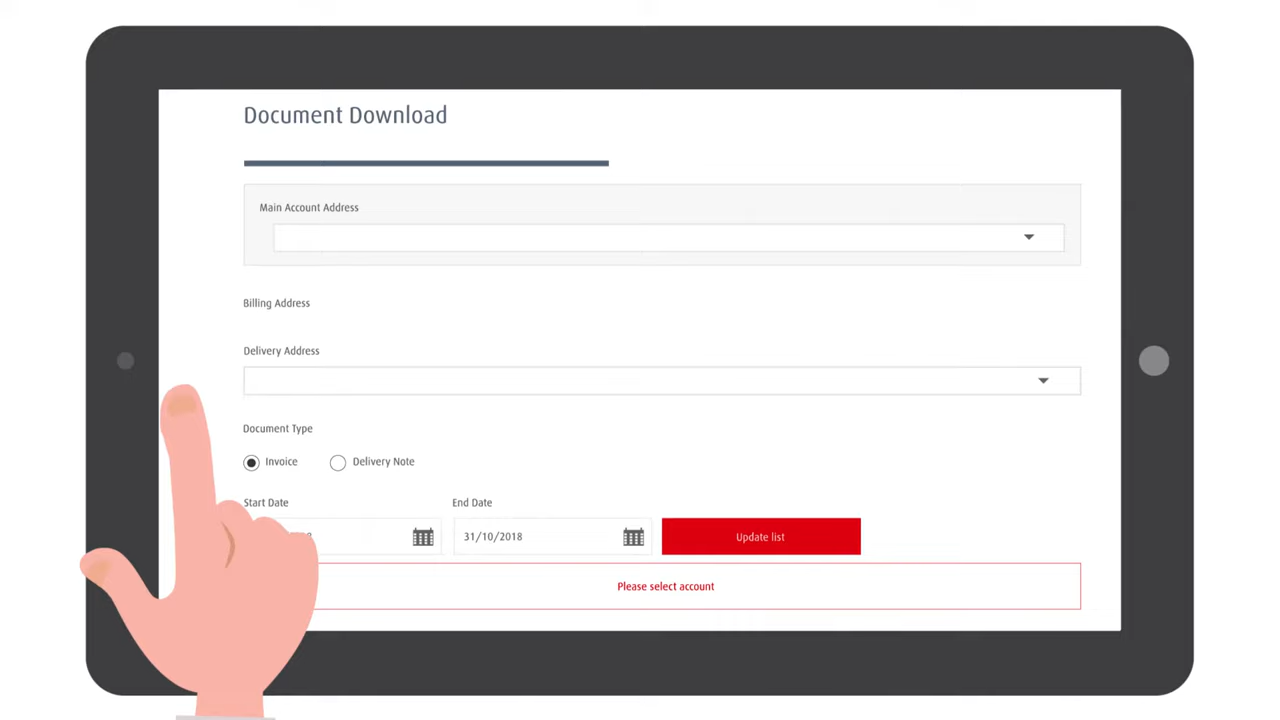 Document Download
Main Account Address
Billing Address
Delivery Address
Document Type
Invoice Delivery Note
Start Date End Date
31/10/2018 Update list
Please select account